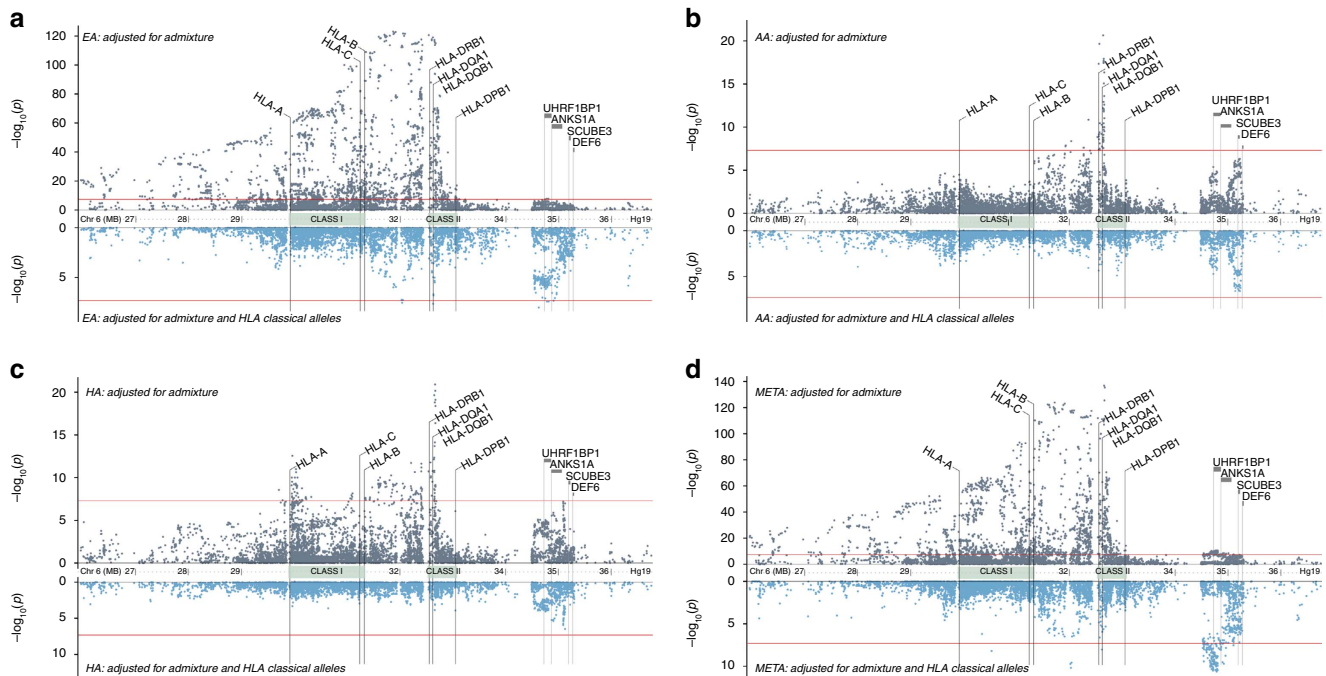 a
EA: adjusted for admixture
120
100
80
60
40
20
0
–log10(p)
HLA-B
HLA-C
HLA-A
HLA-DRB1
HLA-DQA1
HLA-DQB1
HLA-DPB1
UHRF1BP1
ANKS1A
SCUBE3
DEF6
Chr 6 (MB) 27 28 29 CLASS I 32 CLASS II 34 35 36 Hg19
0
5
–log10(p)
EA: adjusted for admixture and HLA classical alleles
b
AA: adjusted for admixture
20
15
10
5
0
–log10(p)
HLA-A
HLA-C
HLA-B
HLA-DRB1
HLA-DQA1
HLA-DQB1
HLA-DPB1
UHRF1BP1
ANKS1A
SCUBE3
DEF6
Chr 6 (MB) 27 28 29 CLASS I 32 CLASS II 34 35 36 Hg19
0
5
–log10(p)
AA: adjusted for admixture and HLA classical alleles
c
HA: adjusted for admixture
20
15
10
5
0
–log10(p)
HLA-A
HLA-C
HLA-B
HLA-DRB1
HLA-DQA1
HLA-DQB1
HLA-DPB1
UHRF1BP1
ANKS1A
SCUBE3
DEF6
Chr 6 (MB) 27 28 29 CLASS I 32 CLASS II 34 35 36 Hg19
0
5
10
–log10(p)
HA: adjusted for admixture and HLA classical alleles
d
META: adjusted for admixture
140
120
100
80
60
40
20
0
–log10(p)
HLA-B
HLA-C
HLA-A
HLA-DRB1
HLA-DQA1
HLA-DQB1
HLA-DPB1
UHRF1BP1
ANKS1A
SCUBE3
DEF6
Chr 6 (MB) 27 28 29 CLASS I 32 CLASS II 34 35 36 Hg19
0
5
10
–log10(p)
META: adjusted for admixture and HLA classical alleles